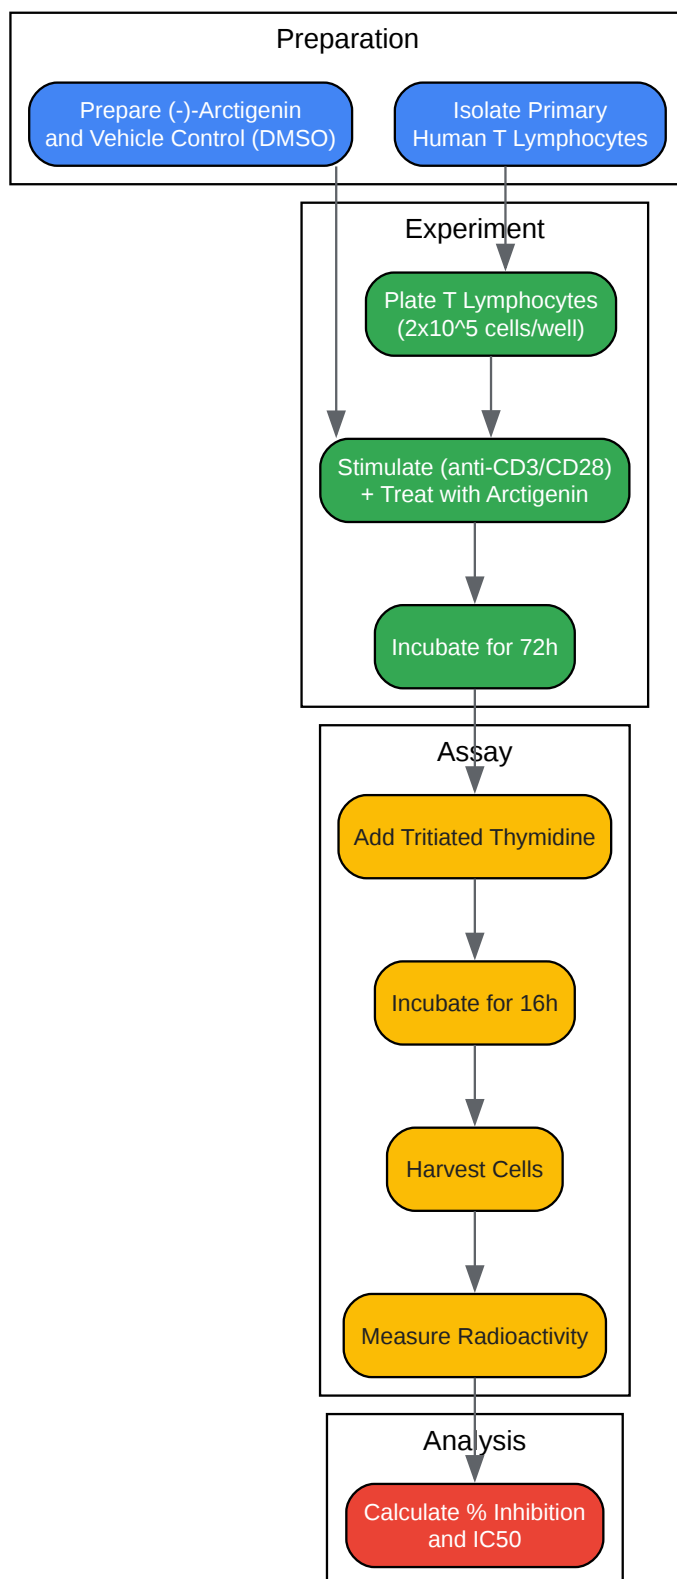 Preparation
Prepare (-)-Arctigenin
and Vehicle Control (DMSO)
Isolate Primary
Human T Lymphocytes
Experiment
Plate T Lymphocytes
(2x10^5 cells/well)
Stimulate (anti-CD3/CD28)
+ Treat with Arctigenin
Incubate for 72h
Assay
Add Tritiated Thymidine
Incubate for 16h
Harvest Cells
Measure Radioactivity
Analysis
Calculate % Inhibition
and IC50